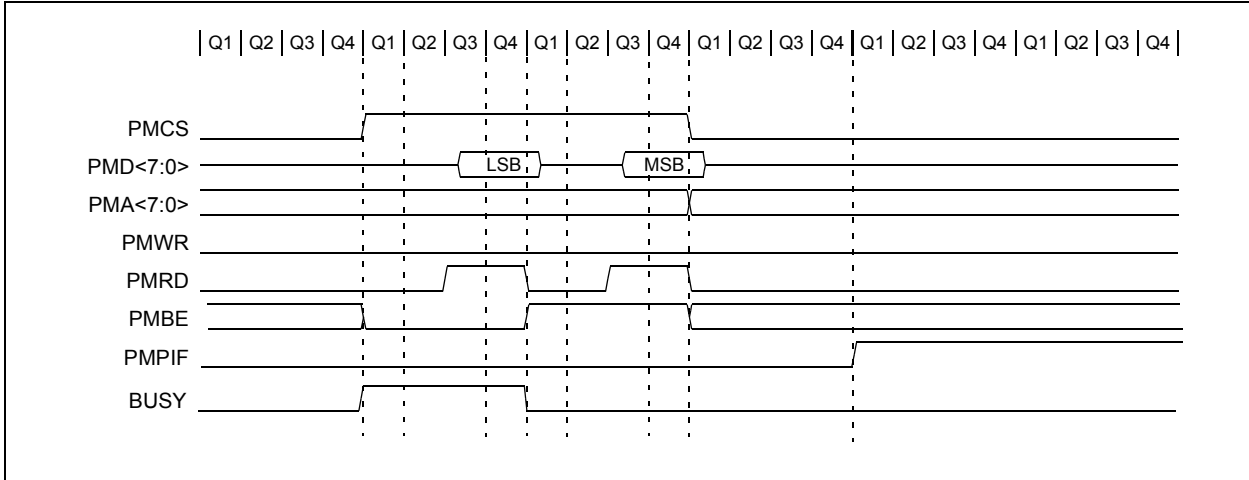 Q1 Q2 Q3 Q4 Q1 Q2 Q3 Q4 Q1 Q2 Q3 Q4 Q1 Q2 Q3 Q4 Q1 Q2 Q3 Q4 Q1 Q2 Q3 Q4
PMCS
PMD<7:0> LSB MSB
PMA<7:0>
PMWR
PMRD
PMBE
PMPIF
BUSY